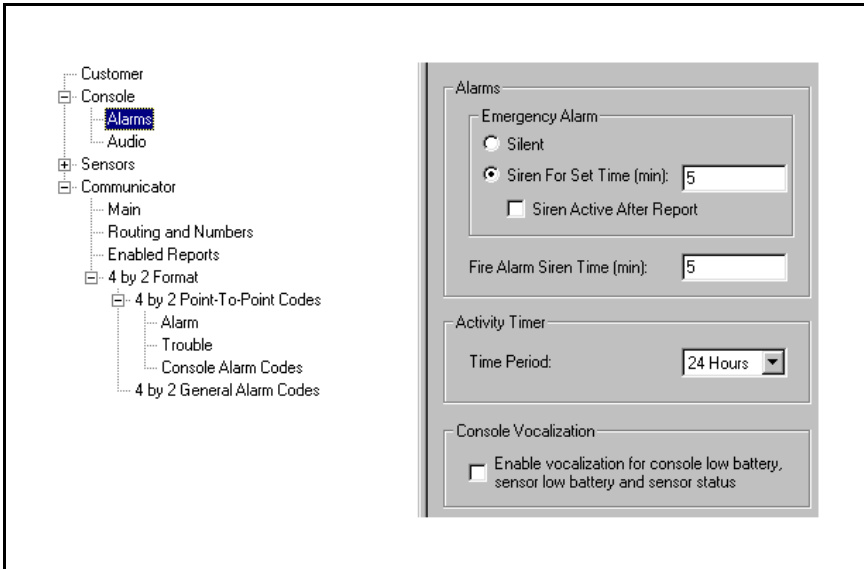 Customer
Console
Alarms
Audio
Sensors
Communicator
Main
Routing and Numbers
Enabled Reports
4 by 2 Format
4 by 2 Point-To-Point Codes
Alarm
Trouble
Console Alarm Codes
4 by 2 General Alarm Codes
Alarms
Emergency Alarm
Silent
Siren For Set Time (min): 5
Siren Active After Report
Fire Alarm Siren Time (min): 5
Activity Timer
Time Period: 24 Hours
Console Vocalization
Enable vocalization for console low battery,
sensor low battery and sensor status